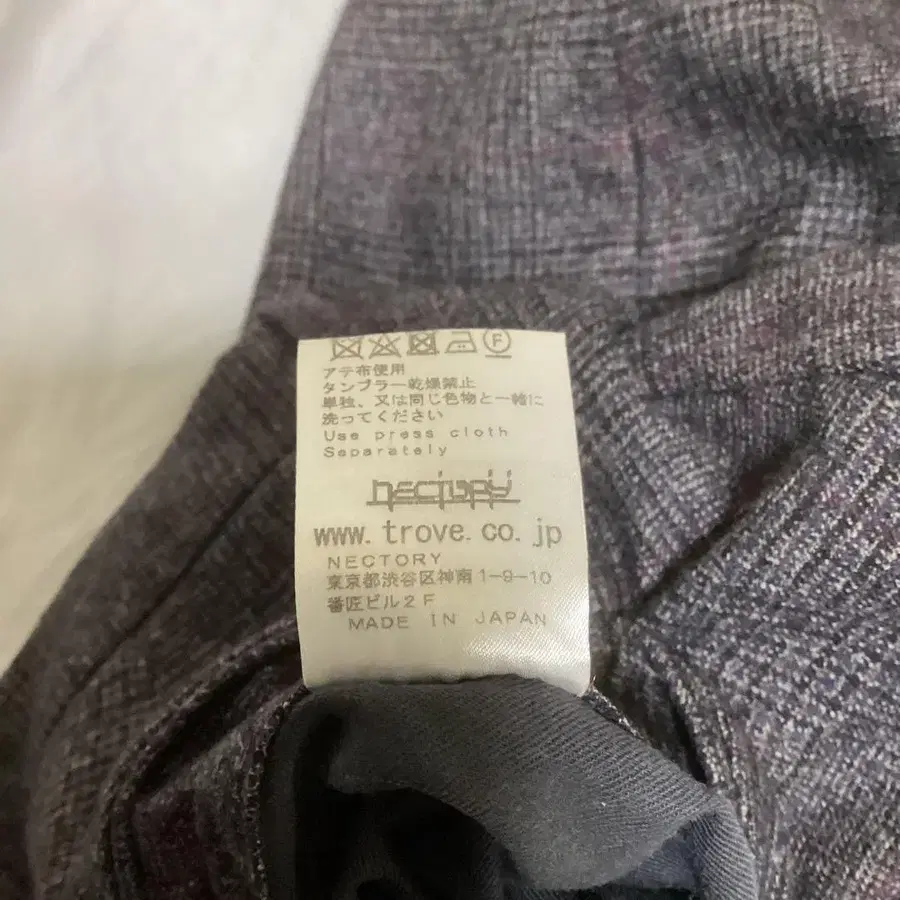 F
アテ布使用
タンブラー乾燥禁止
単独、又は同じ色物と一緒に
洗ってください
Use press cloth
Separately
nectory
www.trove.co.jp
NECTORY
東京都渋谷区神南1-9-10
番匠ビル2F
MADE IN JAPAN